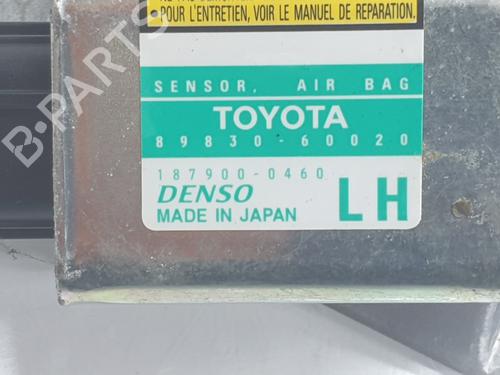 • POUR L'ENTRETIEN, VOIR LE MANUEL DE REPARATION.
SENSOR, AIR BAG
TOYOTA
89830-60020
187900-0460
DENSO
MADE IN JAPAN
LH
B-PARTS